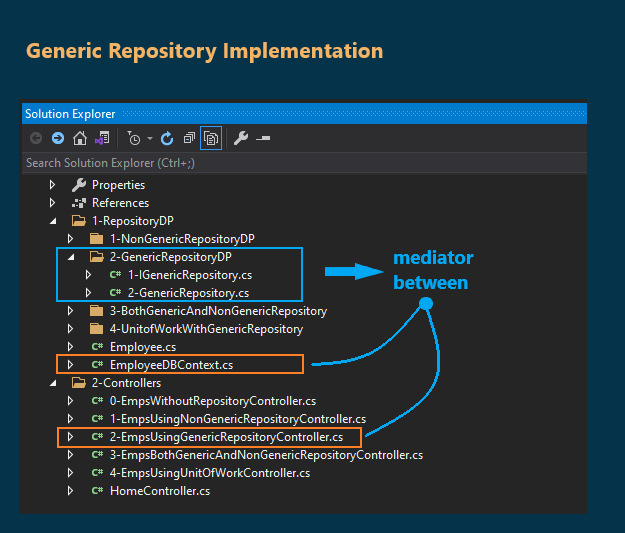 Generic Repository Implementation
Solution Explorer
Search Solution Explorer (Ctrl+;)
Properties
References
1-RepositoryDP
1-NonGenericRepositoryDP
2-GenericRepositoryDP
C# 1-IGenericRepository.cs
C# 2-GenericRepository.cs
3-BothGenericAndNonGenericRepository
4-UnitofWorkWithGenericRepository
C# Employee.cs
C# EmployeeDBContext.cs
2-Controllers
C# 0-EmpsWithoutRepositoryController.cs
C# 1-EmpsUsingNonGenericRepositoryController.cs
C# 2-EmpsUsingGenericRepositoryController.cs
C# 3-EmpsBothGenericAndNonGenericRepositoryController.cs
C# 4-EmpsUsingUnitOfWorkController.cs
C# HomeController.cs
mediator
between